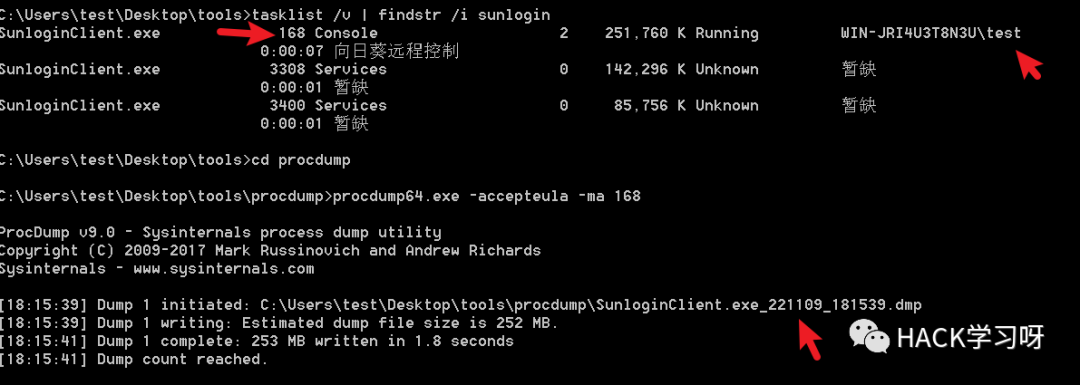 C:\Users\test\Desktop\tools>tasklist /v | findstr /i sunlogin
SunloginClient.exe 168 Console 2 251,760 K Running WIN-JRI4U3T8N3U\test
0:00:07 向日葵远程控制
SunloginClient.exe 3308 Services 0 142,296 K Unknown 暂缺
0:00:01 暂缺
SunloginClient.exe 3400 Services 0 85,756 K Unknown 暂缺
0:00:01 暂缺
C:\Users\test\Desktop\tools>cd procdump
C:\Users\test\Desktop\tools\procdump>procdump64.exe -accepteula -ma 168
ProcDump v9.0 - Sysinternals process dump utility
Copyright (C) 2009-2017 Mark Russinovich and Andrew Richards
Sysinternals - www.sysinternals.com
[18:15:39] Dump 1 initiated: C:\Users\test\Desktop\tools\procdump\SunloginClient.exe_221109_181539.dmp
[18:15:39] Dump 1 writing: Estimated dump file size is 252 MB.
[18:15:41] Dump 1 complete: 253 MB written in 1.8 seconds
[18:15:41] Dump count reached.
HACK学习呀